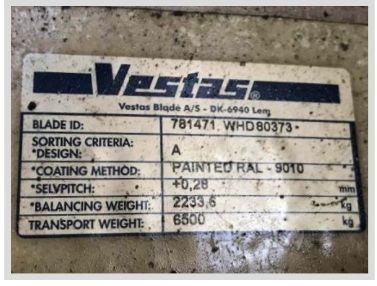 Vestas®
Vestas Blade A/S - DK-6940 Lem
BLADE ID: 781471 WHD80373
SORTING CRITERIA:
*DESIGN: A
*COATING METHOD: PAINTED RAL - 9010
*SELVPITCH: +0,28 mm
*BALANCING WEIGHT: 2233,6 kg
TRANSPORT WEIGHT: 6500 kg